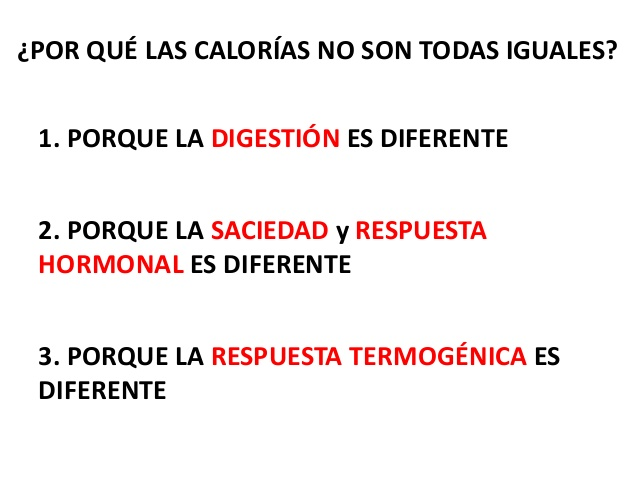 ¿POR QUÉ LAS CALORÍAS NO SON TODAS IGUALES?
1. PORQUE LA DIGESTIÓN ES DIFERENTE
2. PORQUE LA SACIEDAD y RESPUESTA
HORMONAL ES DIFERENTE
3. PORQUE LA RESPUESTA TERMOGÉNICA ES
DIFERENTE